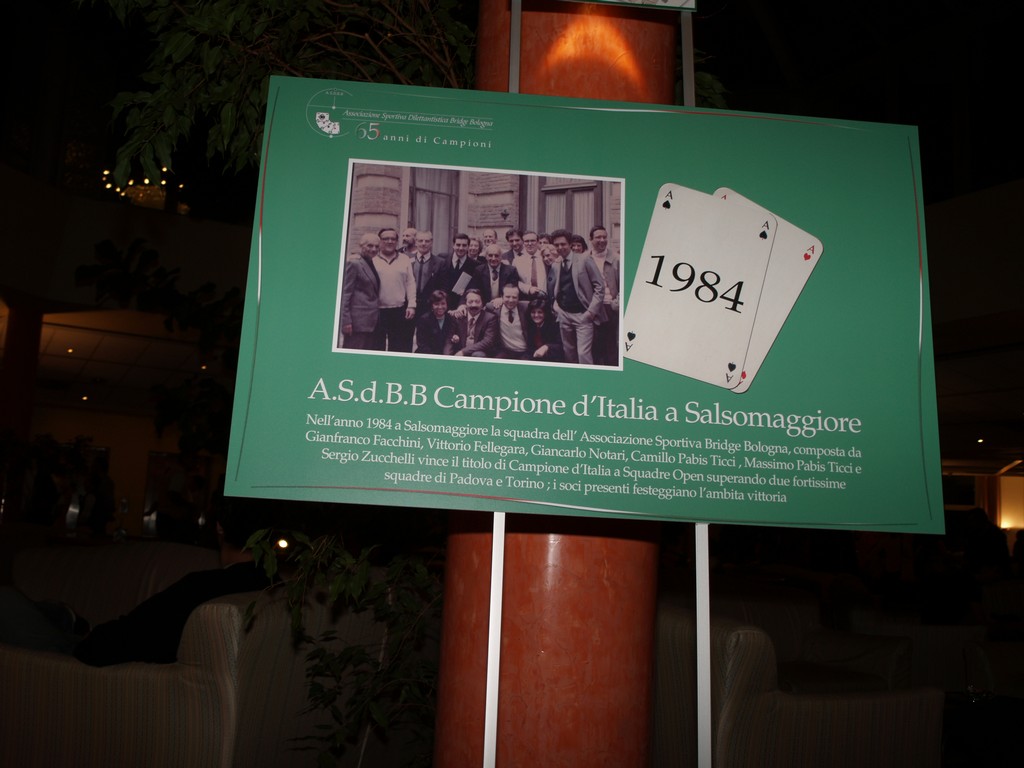 Associazione Sportiva Dilettantistica Bridge Bologna
65 anni di Campioni
A
A
A
A
1984
A
A
A.S.d.B.B Campione d'Italia a Salsomaggiore
Nell'anno 1984 a Salsomaggiore la squadra dell' Associazione Sportiva Bridge Bologna, composta da
Gianfranco Facchini, Vittorio Fellegara, Giancarlo Notari, Camillo Pabis Ticci , Massimo Pabis Ticci e
Sergio Zucchelli vince il titolo di Campione d'Italia a Squadre Open superando due fortissime
squadre di Padova e Torino ; i soci presenti festeggiano l'ambita vittoria